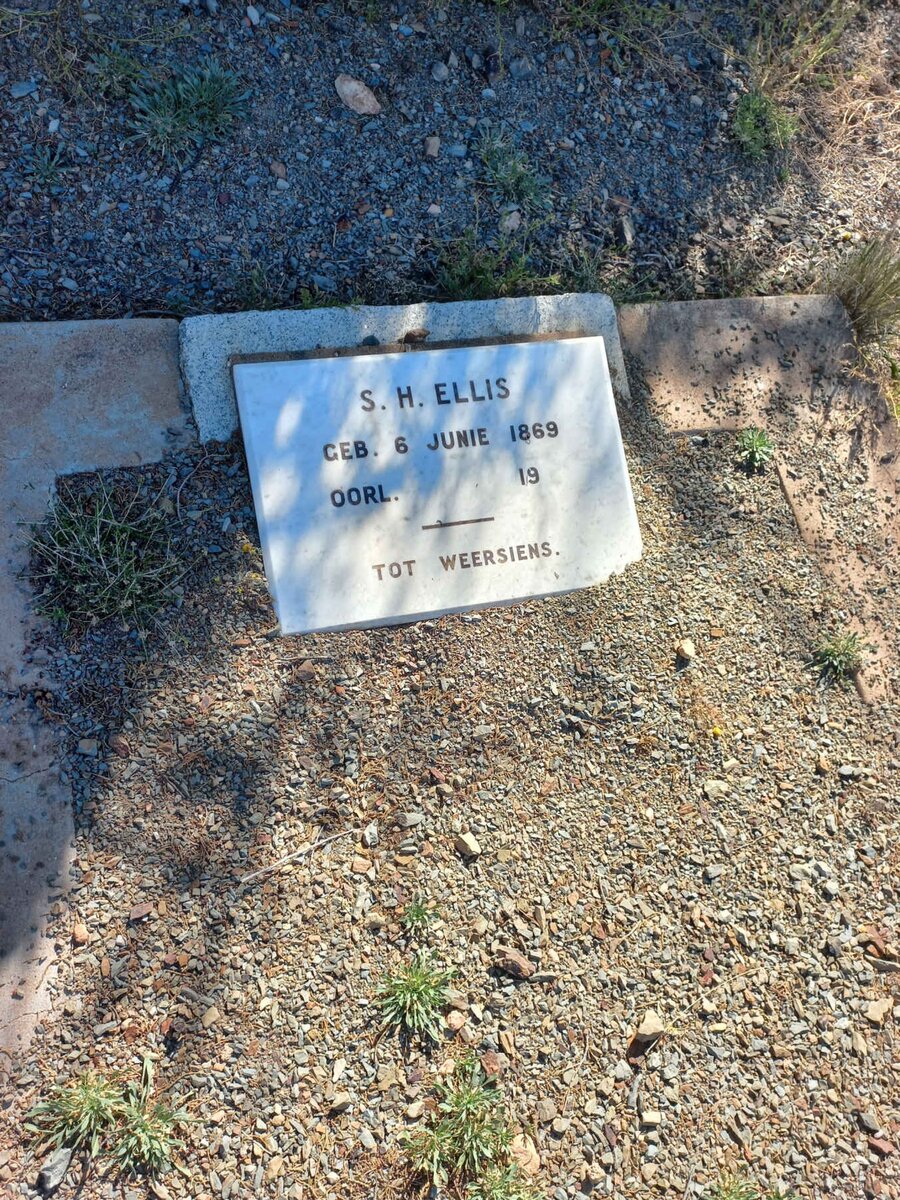 S. H. ELLIS
GEB. 6 JUNIE 1869
OORL. 19
TOT WEERSIENS.